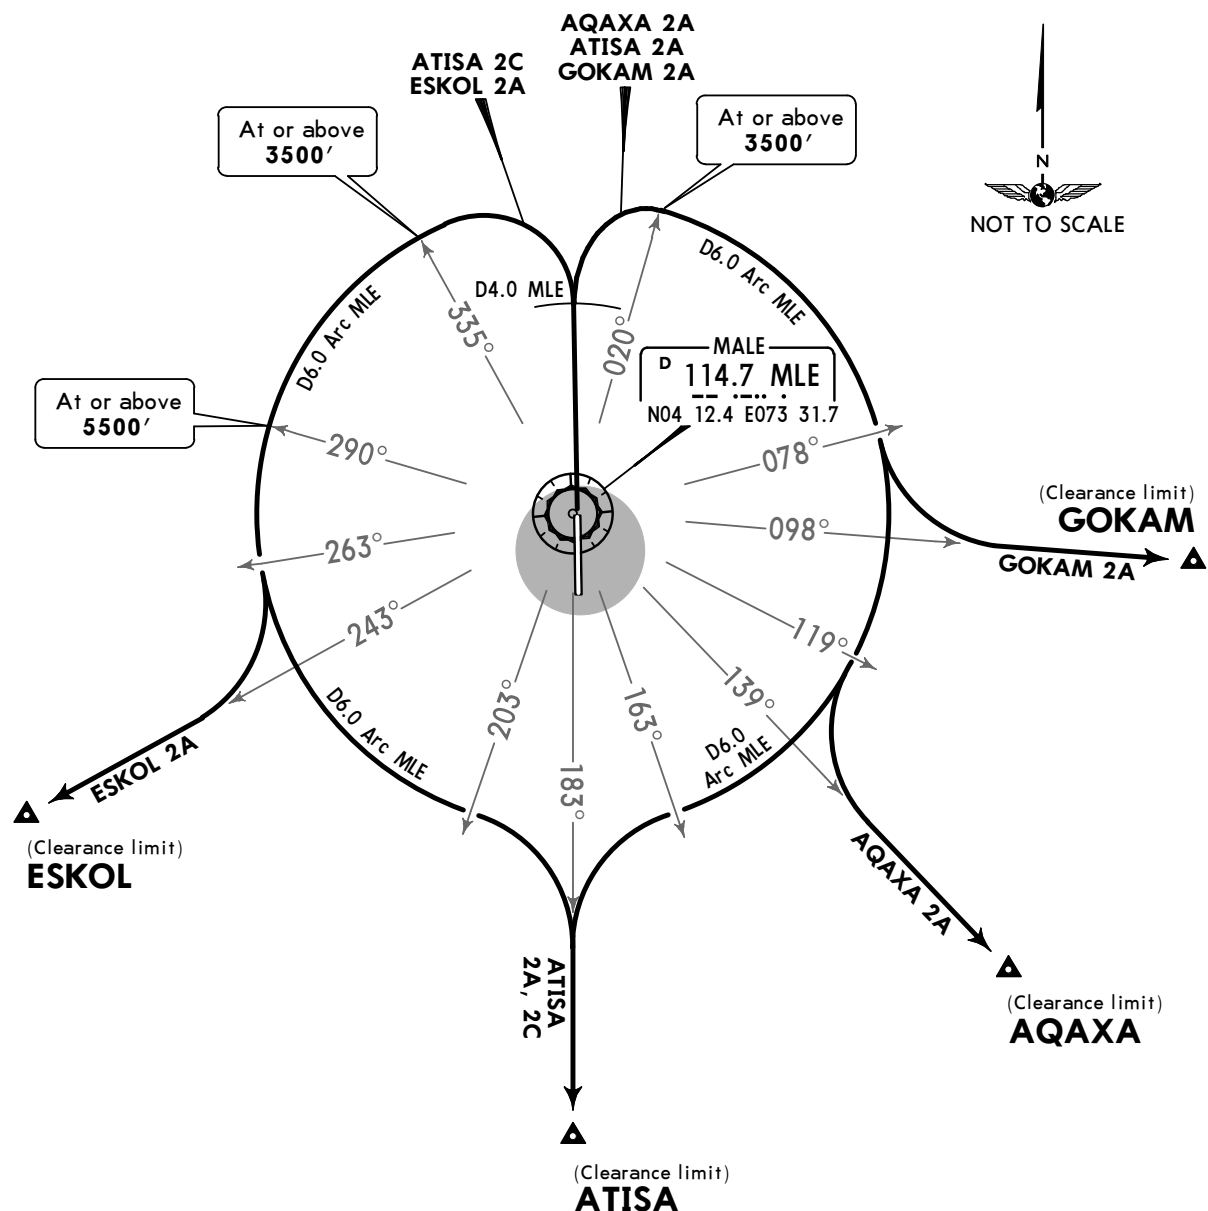 AQAXA 2A
ATISA 2A
GOKAM 2A
ATISA 2C
ESKOL 2A
At or above
3500′
At or above
3500′
N
NOT TO SCALE
D6.0 Arc MLE
D6.0 Arc MLE
D4.0 MLE
335°
020°
MALE
D 114.7 MLE
N04 12.4 E073 31.7
At or above
5500′
290°
078°
(Clearance limit)
GOKAM
GOKAM 2A
098°
263°
243°
119°
139°
203°
163°
183°
D6.0 Arc MLE
D6.0
Arc MLE
ESKOL 2A
(Clearance limit)
ESKOL
AQAXA 2A
(Clearance limit)
AQAXA
ATISA
2A, 2C
(Clearance limit)
ATISA